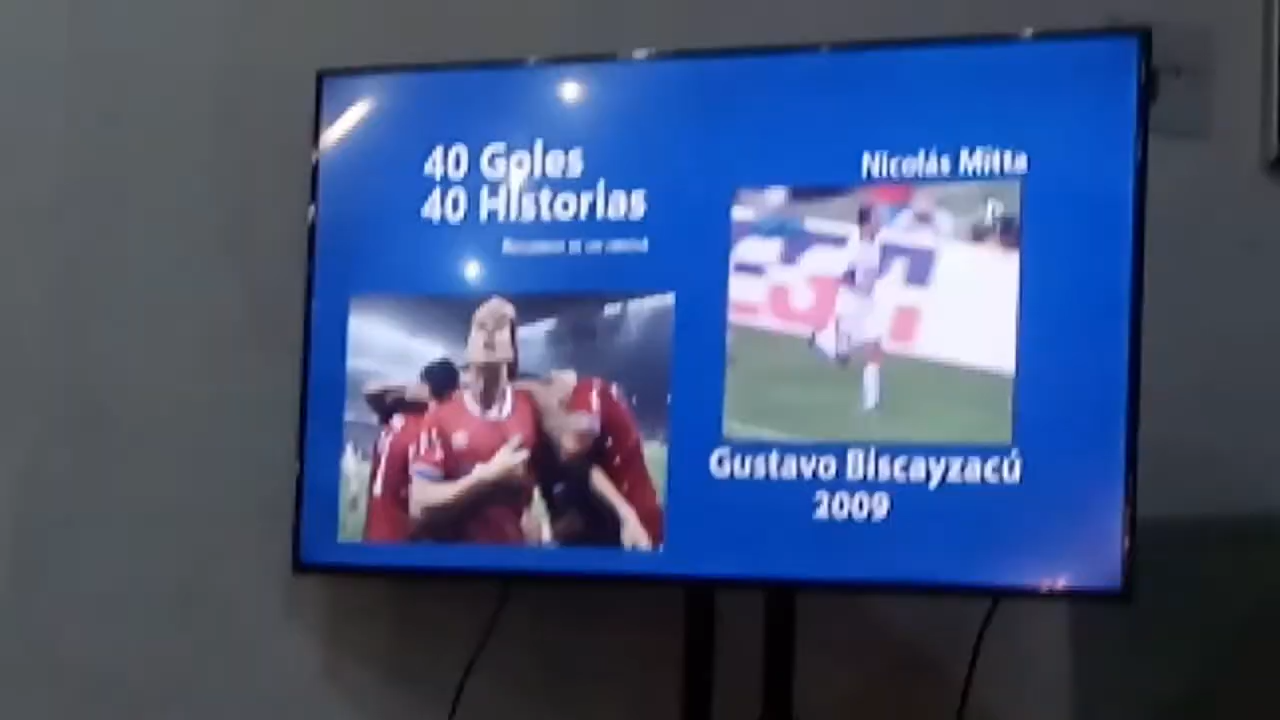 40 Goles
40 Historias
Nicolás Mitta
Gustavo Biscayzacú
2009